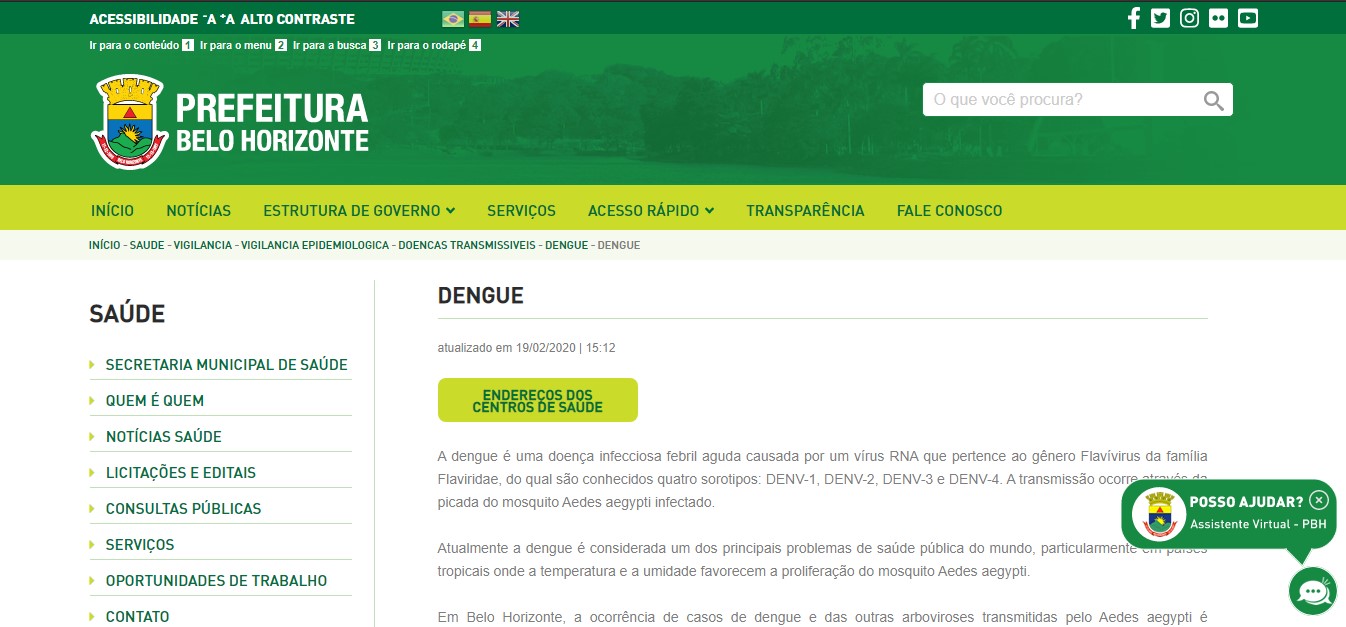 ACESSIBILIDADE -A +A ALTO CONTRASTE
Ir para o conteúdo 1 Ir para o menu 2 Ir para a busca 3 Ir para o rodapé 4
PREFEITURA
BELO HORIZONTE
O que você procura?
INÍCIO NOTÍCIAS ESTRUTURA DE GOVERNO SERVIÇOS ACESSO RÁPIDO TRANSPARÊNCIA FALE CONOSCO
INÍCIO - SAUDE - VIGILANCIA - VIGILANCIA EPIDEMIOLOGICA - DOENCAS TRANSMISSIVEIS - DENGUE - DENGUE
SAÚDE
SECRETARIA MUNICIPAL DE SAÚDE
QUEM É QUEM
NOTÍCIAS SAÚDE
LICITAÇÕES E EDITAIS
CONSULTAS PÚBLICAS
SERVIÇOS
OPORTUNIDADES DE TRABALHO
CONTATO
DENGUE
atualizado em 19/02/2020 | 15:12
ENDEREÇOS DOS
CENTROS DE SAÚDE
A dengue é uma doença infecciosa febril aguda causada por um vírus RNA que pertence ao gênero Flavívirus da família
Flaviridae, do qual são conhecidos quatro sorotipos: DENV-1, DENV-2, DENV-3 e DENV-4. A transmissão ocorre através da
picada do mosquito Aedes aegypti infectado.
Atualmente a dengue é considerada um dos principais problemas de saúde pública do mundo, particularmente em países
tropicais onde a temperatura e a umidade favorecem a proliferação do mosquito Aedes aegypti.
Em Belo Horizonte, a ocorrência de casos de dengue e das outras arboviroses transmitidas pelo Aedes aegypti é
POSSO AJUDAR?
Assistente Virtual - PBH